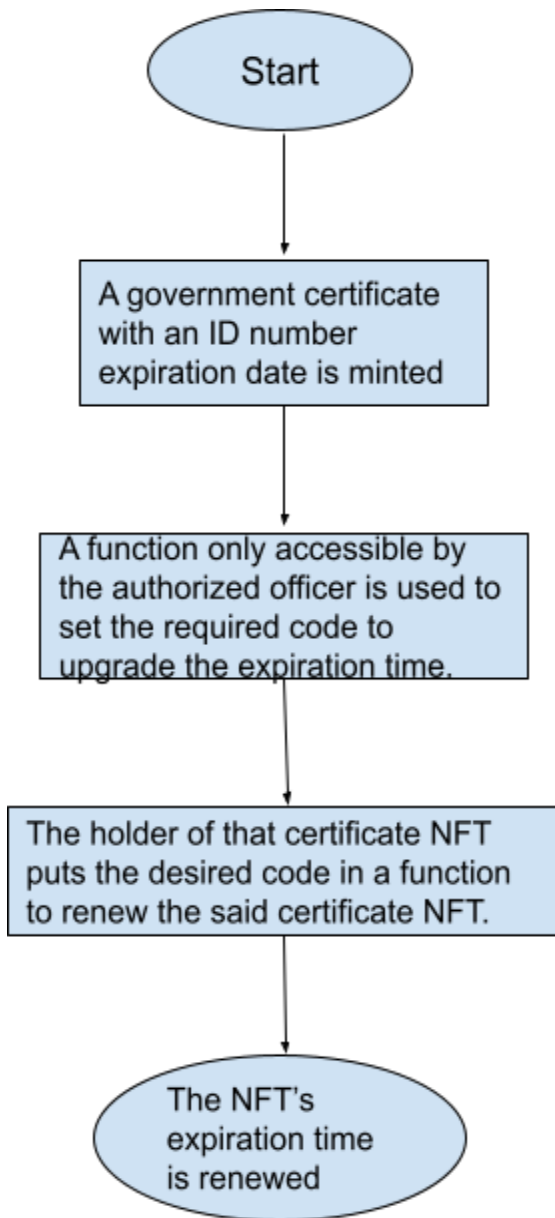 Start
A government certificate
with an ID number
expiration date is minted
A function only accessible by
the authorized officer is used to
set the required code to
upgrade the expiration time.
The holder of that certificate NFT
puts the desired code in a function
to renew the said certificate NFT.
The NFT’s
expiration time
is renewed